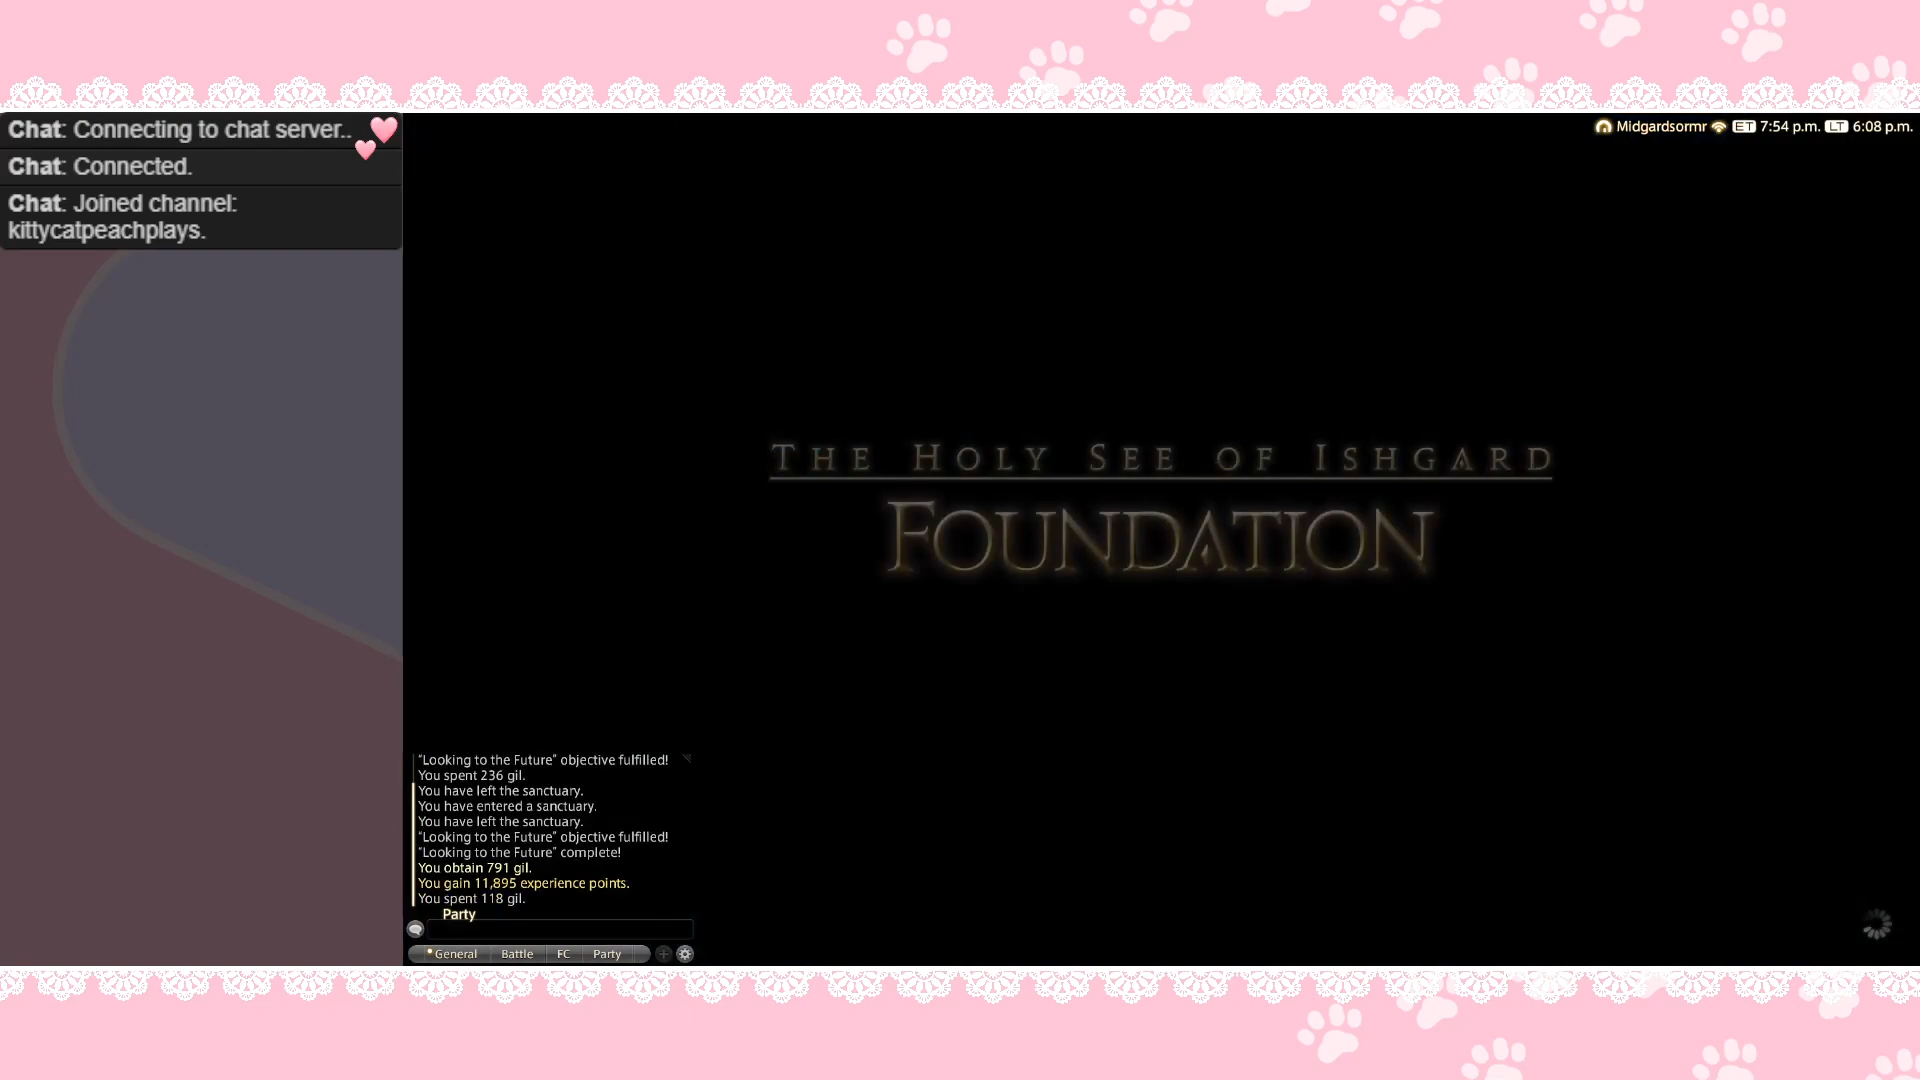 Chat: Connecting to chat server..
Chat: Connected.
Chat: Joined channel:
kittycatpeachplays.
Midgardsormr ET 7:54 p.m. LT 6:08 p.m.
THE HOLY SEE OF ISHGARD
FOUNDATION
"Looking to the Future" objective fulfilled!
You spent 236 gil.
You have left the sanctuary.
You have entered a sanctuary.
You have left the sanctuary.
"Looking to the Future" objective fulfilled!
"Looking to the Future" complete!
You obtain 791 gil.
You gain 11,895 experience points.
You spent 118 gil.
Party
General Battle FC Party